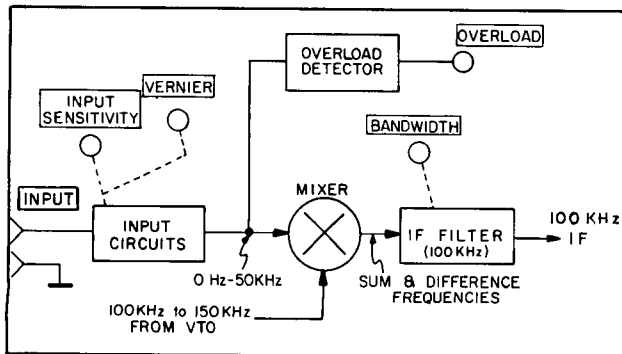 OVERLOAD
OVERLOAD
DETECTOR
VERNIER
INPUT
SENSITIVITY
BANDWIDTH
INPUT
MIXER
INPUT
CIRCUITS
IF FILTER
(100KHz)
100 KHz
IF
0 Hz-50KHz
SUM & DIFFERENCE
FREQUENCIES
100KHz to 150KHz
FROM VTO